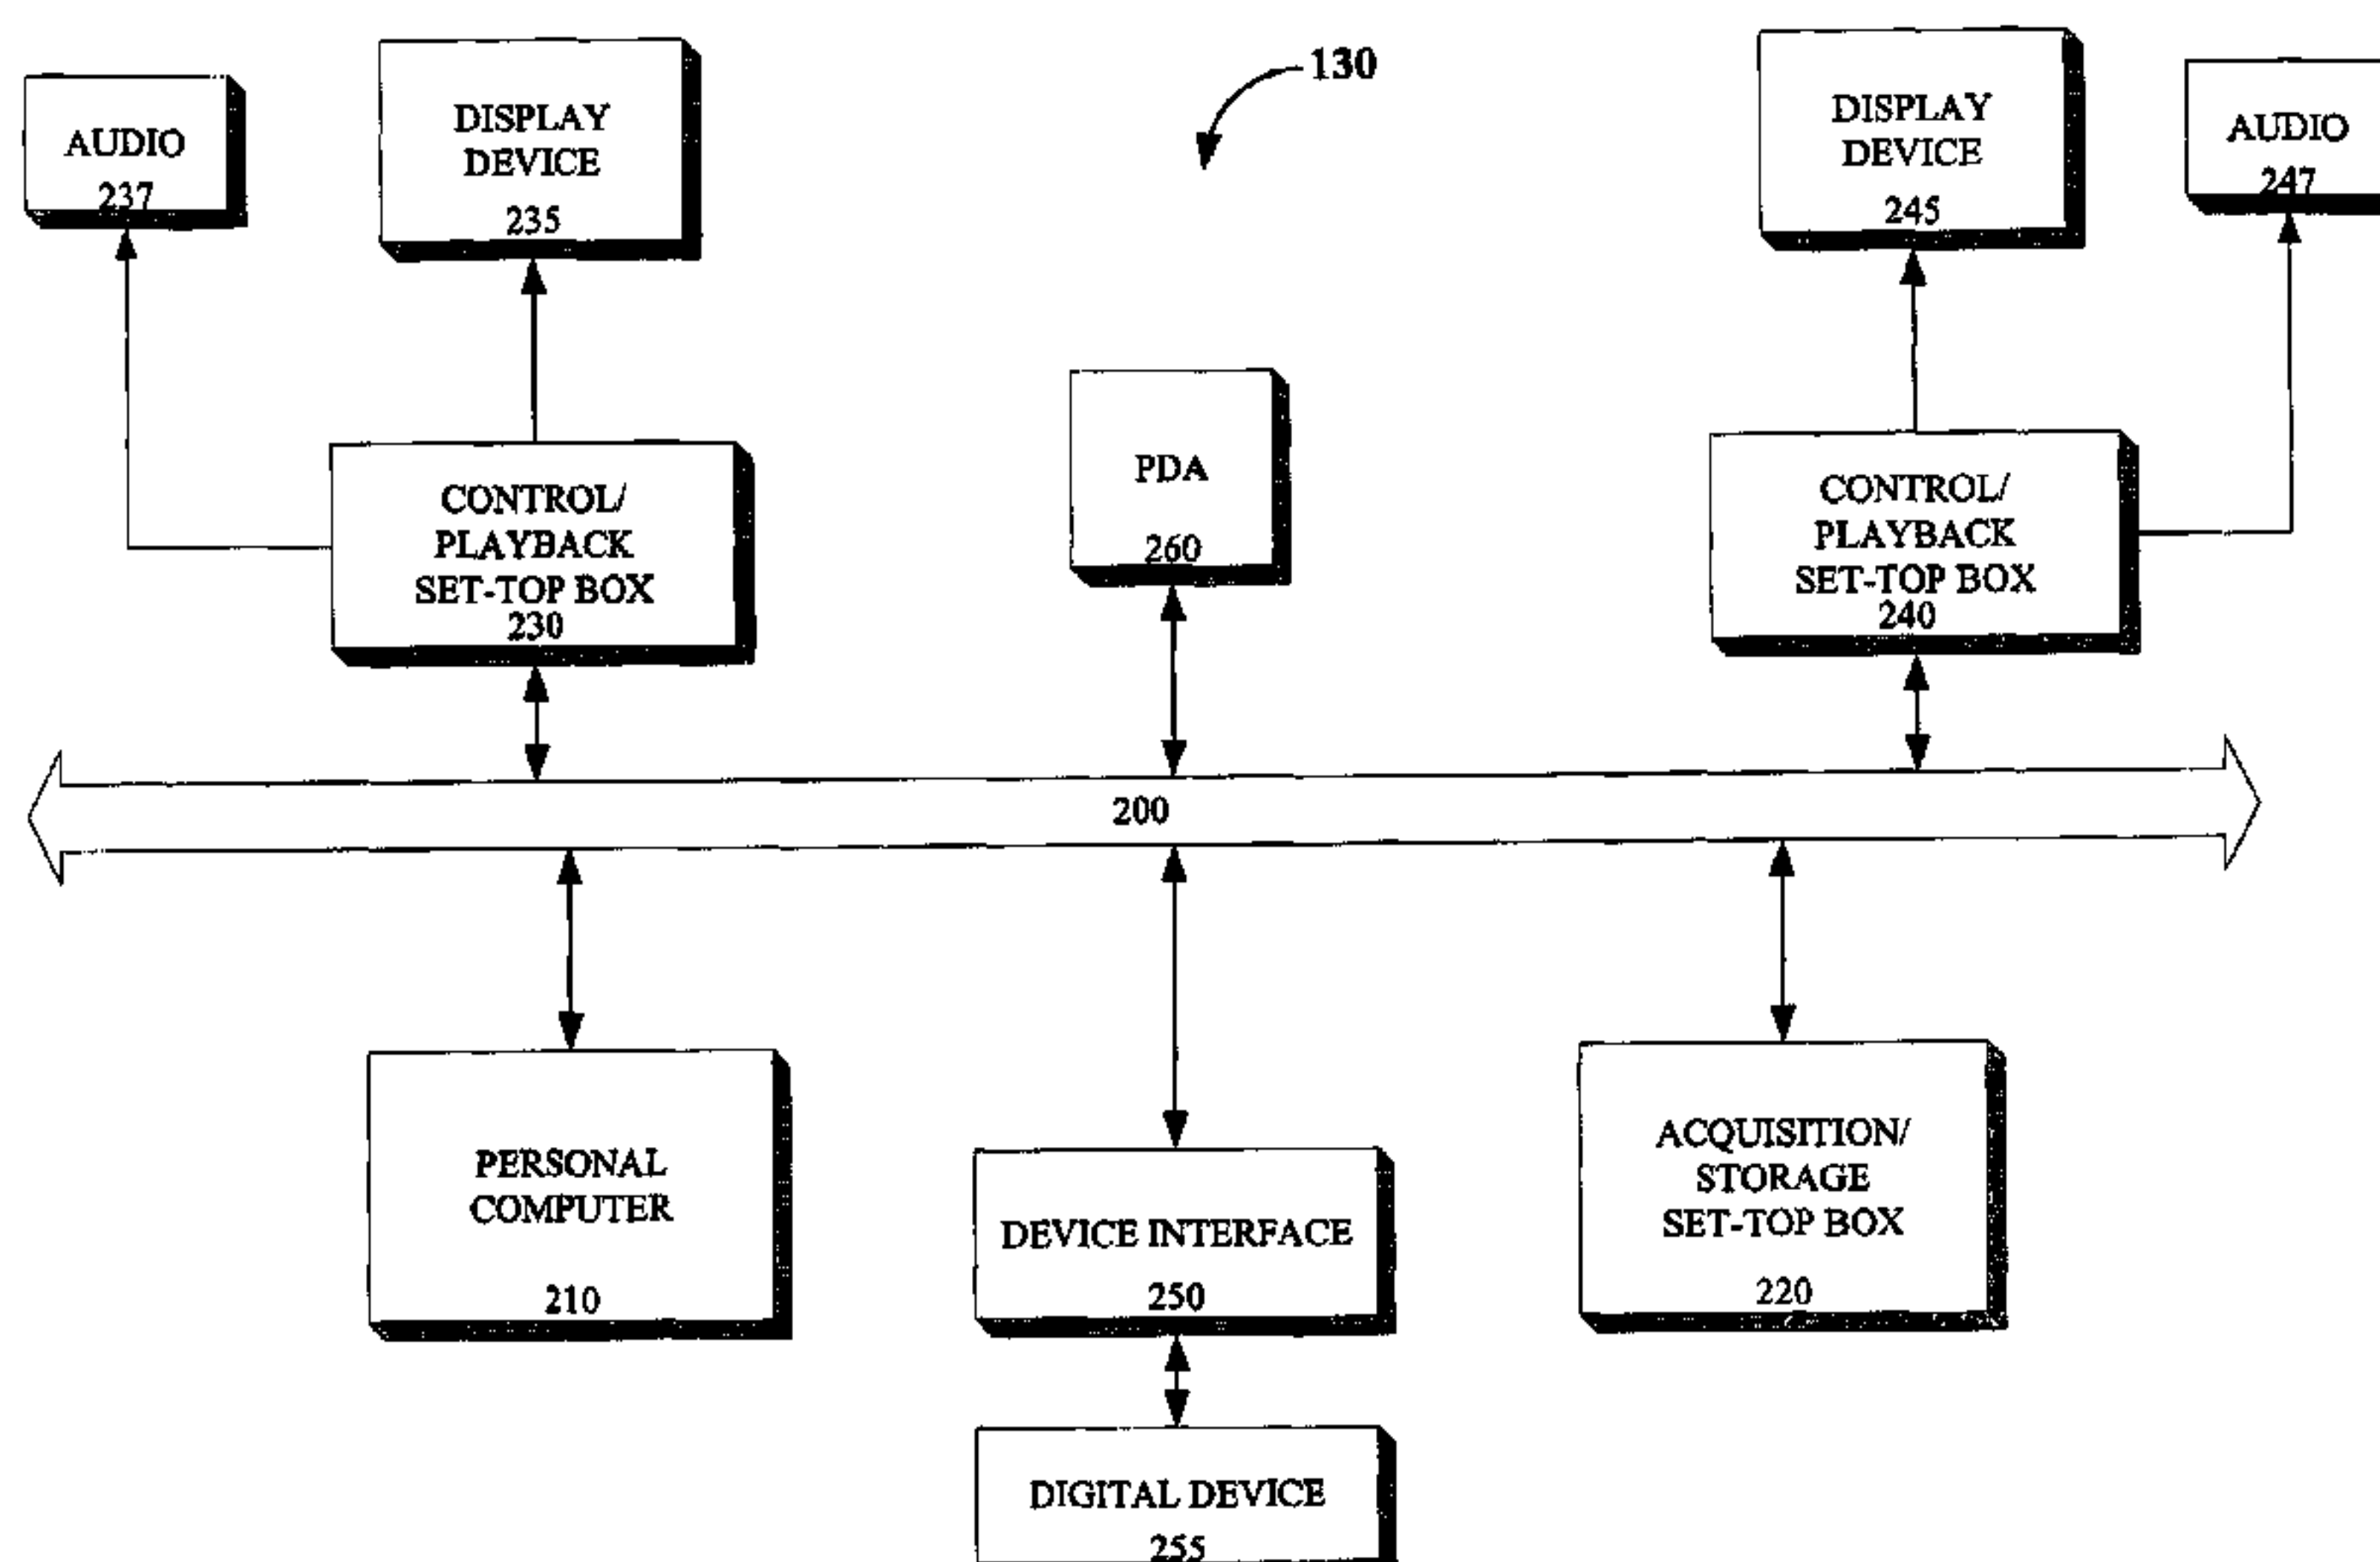 130
AUDIO
237
DISPLAY
DEVICE
235
DISPLAY
DEVICE
245
AUDIO
247
CONTROL/
PLAYBACK
SET-TOP BOX
230
PDA
260
CONTROL/
PLAYBACK
SET-TOP BOX
240
200
PERSONAL
COMPUTER
210
DEVICE INTERFACE
250
ACQUISITION/
STORAGE
SET-TOP BOX
220
DIGITAL DEVICE
255